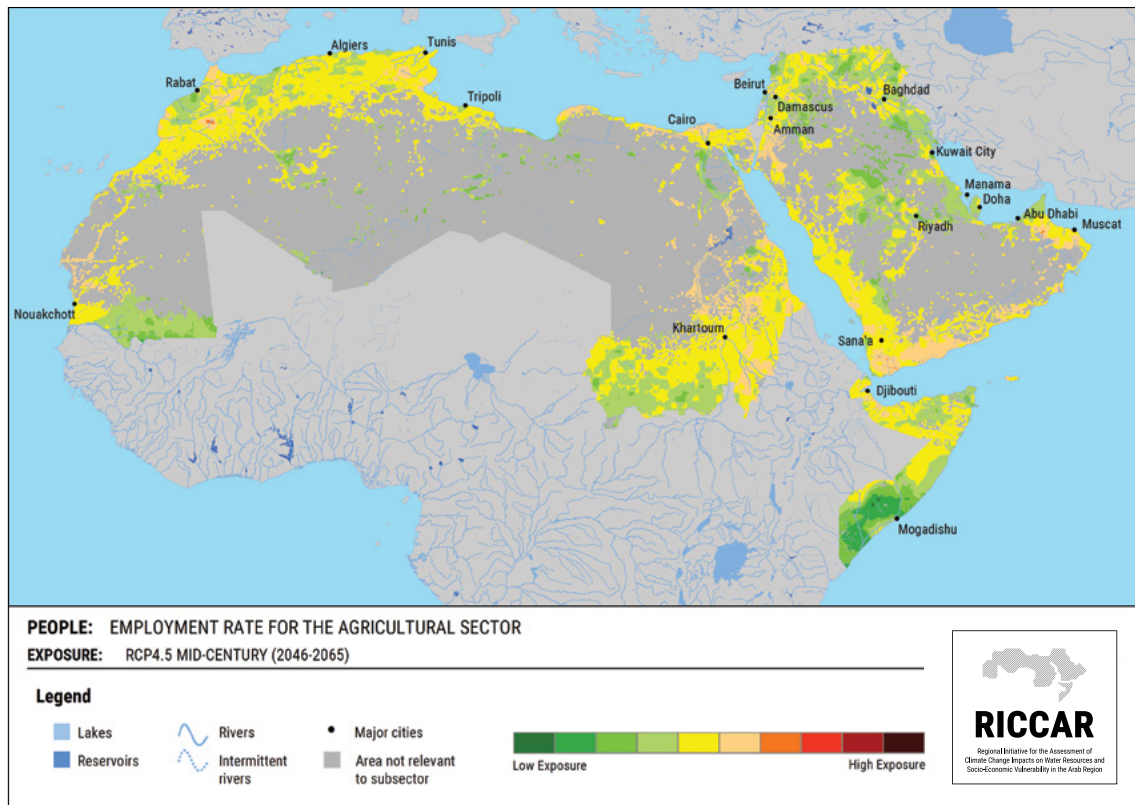 Algiers
Tunis
Rabat
Tripoli
Beirut
Damascus
Baghdad
Amman
Cairo
Kuwait City
Manama
Doha
Abu Dhabi
Muscat
Riyadh
Nouakchott
Khartoum
Sana'a
Djibouti
Mogadishu
PEOPLE: EMPLOYMENT RATE FOR THE AGRICULTURAL SECTOR
EXPOSURE: RCP4.5 MID-CENTURY (2046-2065)
Legend
Lakes
Reservoirs
Rivers
Intermittent
rivers
Major cities
Area not relevant
to subsector
Low Exposure
High Exposure
RICCAR
Regional Initiative for the Assessment of
Climate Change Impacts on Water Resources and
Socio-Economic Vulnerability in the Arab Region